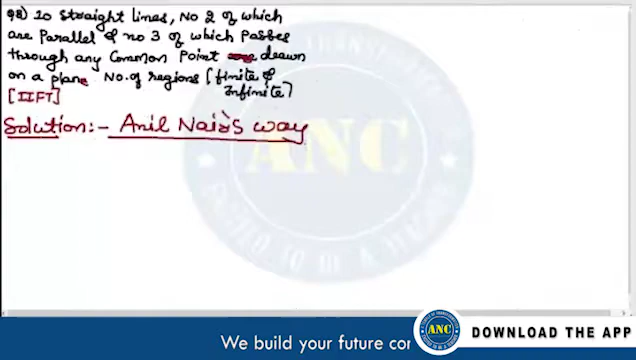 98) 20 Straight lines, No 2 of which
are Parallel & no 3 of which Passes
through any Common Point drawn
on a plane No. of regions (finite &
Infinite)
[IIFT]
Solution:- Anil Nair's way
ANC
We build your future
ANC
DOWNLOAD THE APP